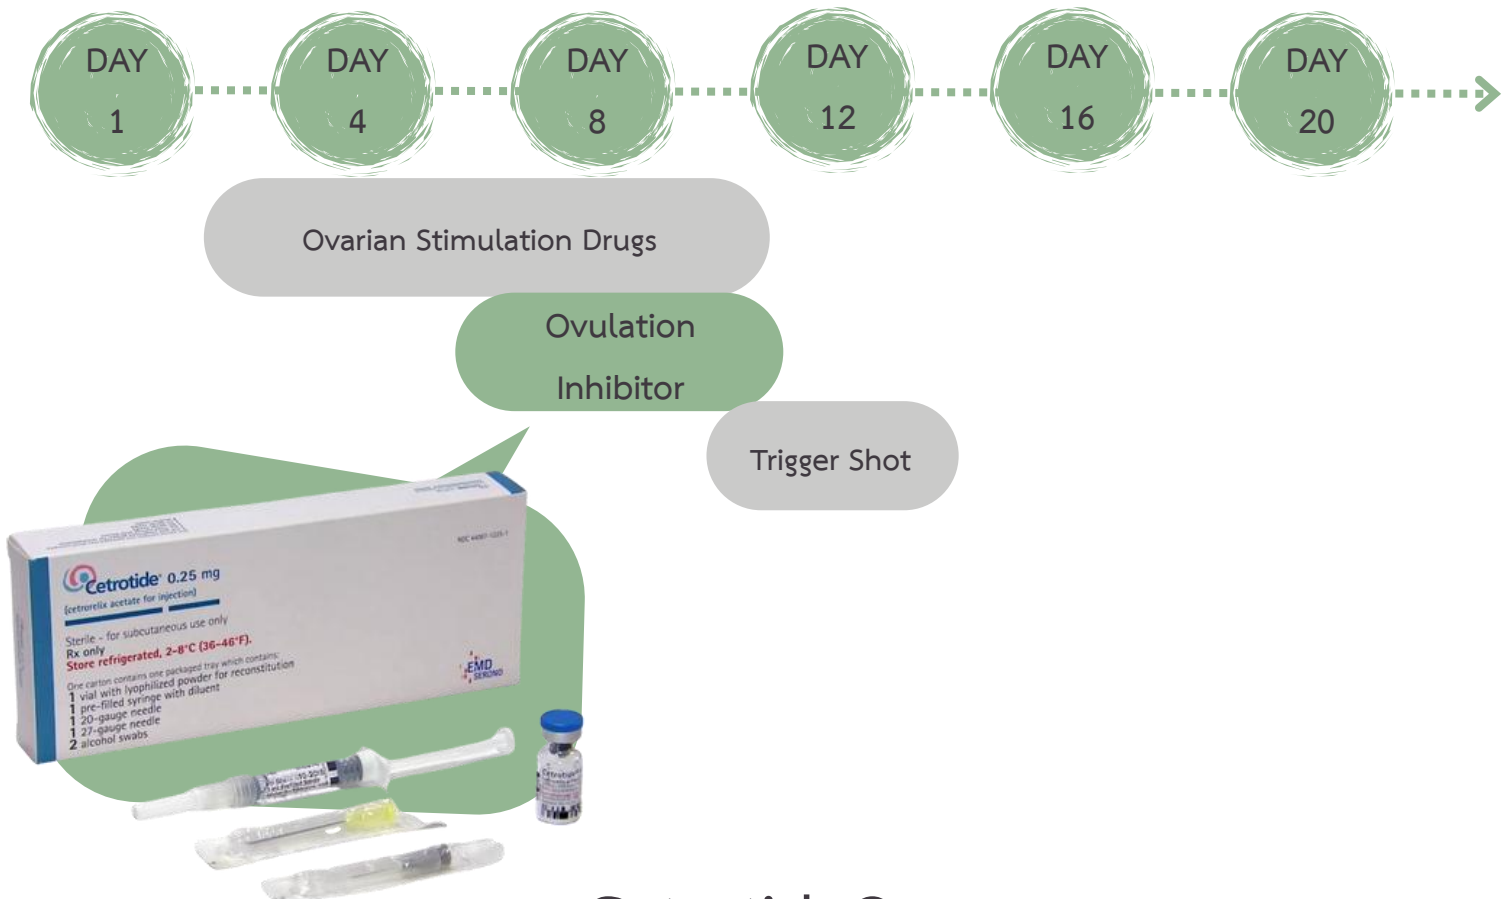 DAY
1
DAY
4
DAY
8
DAY
12
DAY
16
DAY
20
Ovarian Stimulation Drugs
Ovulation
Inhibitor
Trigger Shot
Cetrotide® 0.25 mg
(cetrorelix acetate for injection)
Sterile - for subcutaneous use only
Rx only
Store refrigerated, 2-8°C (36-46°F).
One carton contains one packaged tray which contains:
1 vial with lyophilized powder for reconstitution
1 pre-filled syringe with diluent
1 20-gauge needle
1 27-gauge needle
2 alcohol swabs
EMD
SERONO
Cetrotide